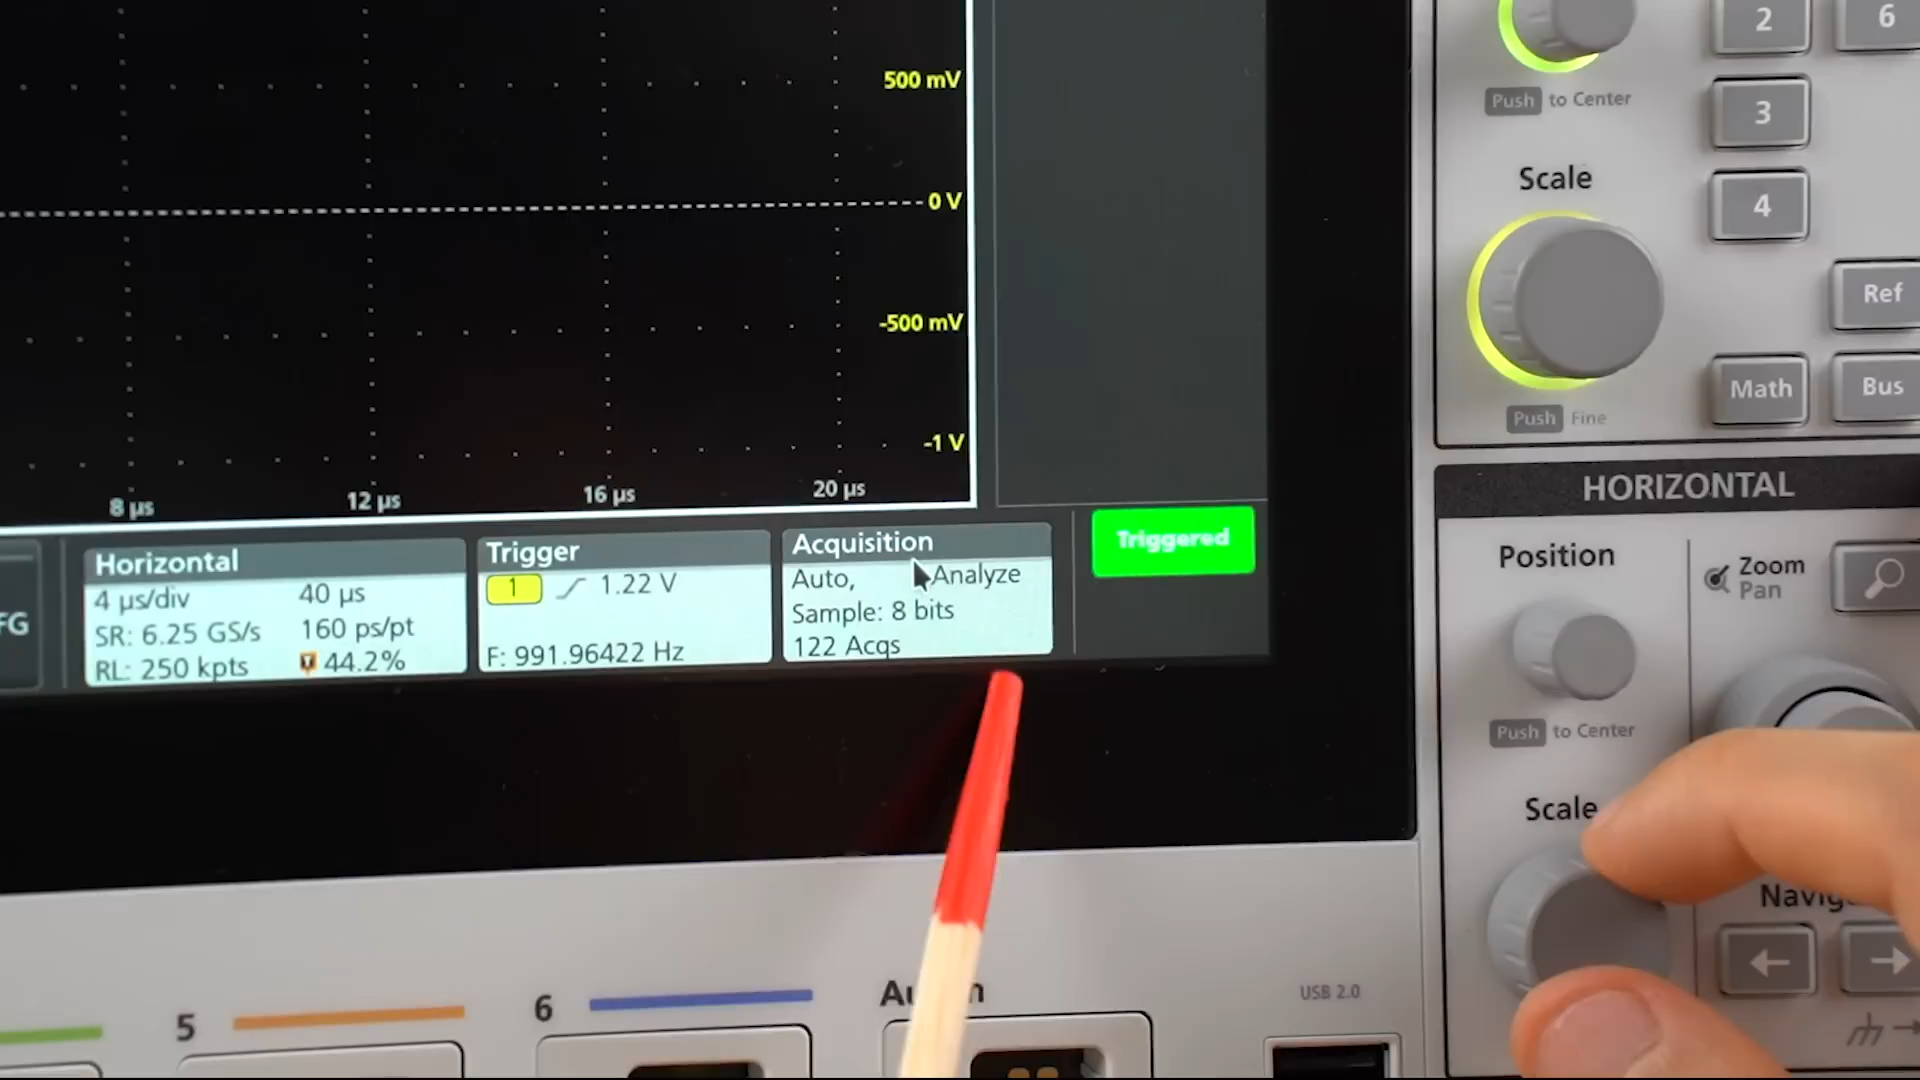 500 mV
0 V
-500 mV
-1 V
8 µs
12 µs
16 µs
20 µs
FG
Horizontal
4 µs/div
40 µs
SR: 6.25 GS/s
160 ps/pt
RL: 250 kpts
44.2%
Trigger
1
1.22 V
F: 991.96422 Hz
Acquisition
Auto,
Analyze
Sample: 8 bits
122 Acqs
Triggered
5
6
USB 2.0
Push to Center
Scale
Push Fine
2
6
3
4
Ref
Math
Bus
HORIZONTAL
Position
Zoom
Pan
Push to Center
Scale